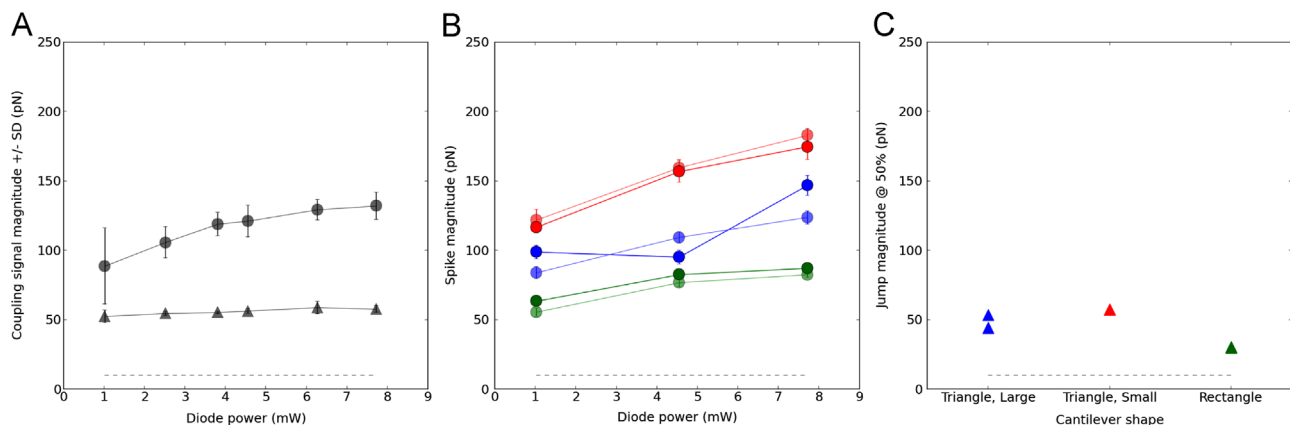 A
B
C
250
200
150
100
50
0
Coupling signal magnitude +/- SD (pN)
0 1 2 3 4 5 6 7 8 9
Diode power (mW)
250
200
150
100
50
0
Spike magnitude (pN)
0 1 2 3 4 5 6 7 8 9
Diode power (mW)
250
200
150
100
50
0
Jump magnitude @ 50% (pN)
Triangle, Large Triangle, Small Rectangle
Cantilever shape